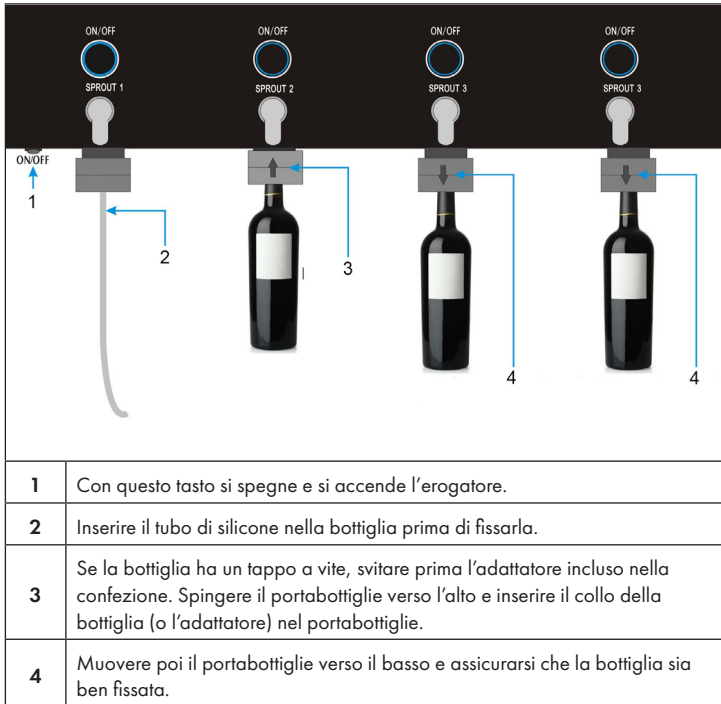 ON/OFF ON/OFF ON/OFF ON/OFF
SPROUT 1 SPROUT 2 SPROUT 3 SPROUT 3
ON/OFF
1
2
3
4
4
1 Con questo tasto si spegne e si accende l’erogatore.
2 Inserire il tubo di silicone nella bottiglia prima di fissarla.
3 Se la bottiglia ha un tappo a vite, svitare prima l’adattatore incluso nella
confezione. Spingere il portabottiglie verso l’alto e inserire il collo della
bottiglia (o l’adattatore) nel portabottiglie.
4 Muovere poi il portabottiglie verso il basso e assicurarsi che la bottiglia sia
ben fissata.